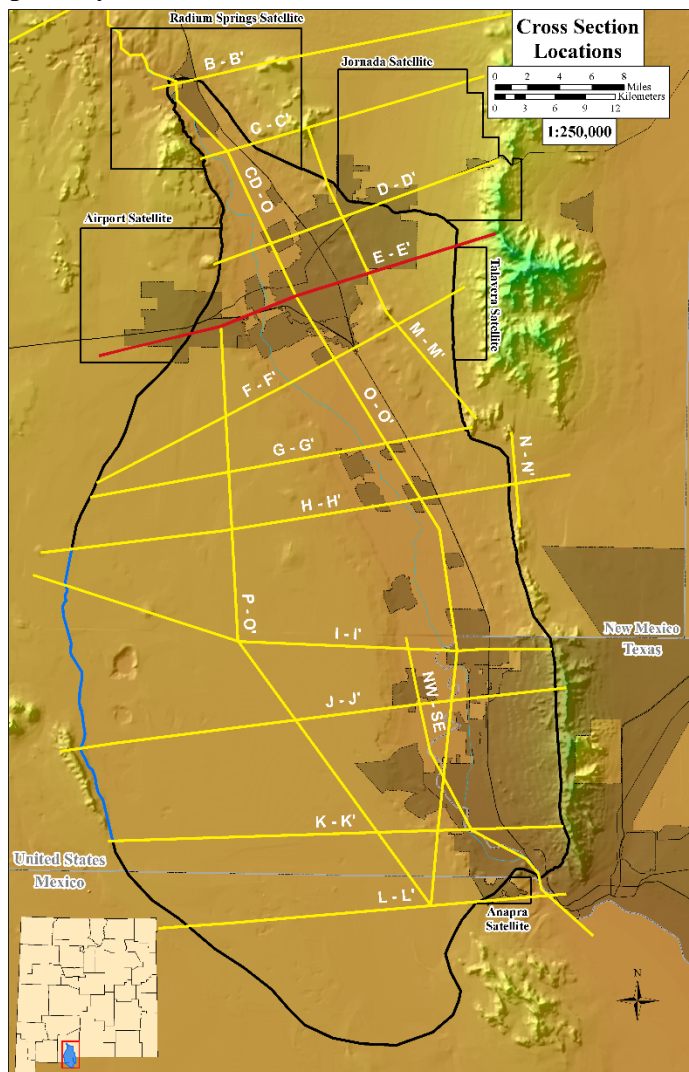 Radium Springs Satellite
Cross Section
Locations
B - B'
Jornada Satellite
0 2 4 6 8
Miles
Kilometers
0 3 6 9 12
1:250,000
C - C'
CD - O
D - D'
Airport Satellite
E - E'
Talavera Satellite
M - M'
F - F'
O - O'
G - G'
N - N'
H - H'
P - O'
I - I'
New Mexico
Texas
NW - SE
J - J'
K - K'
United States
Mexico
L - L'
Anapra
Satellite
N